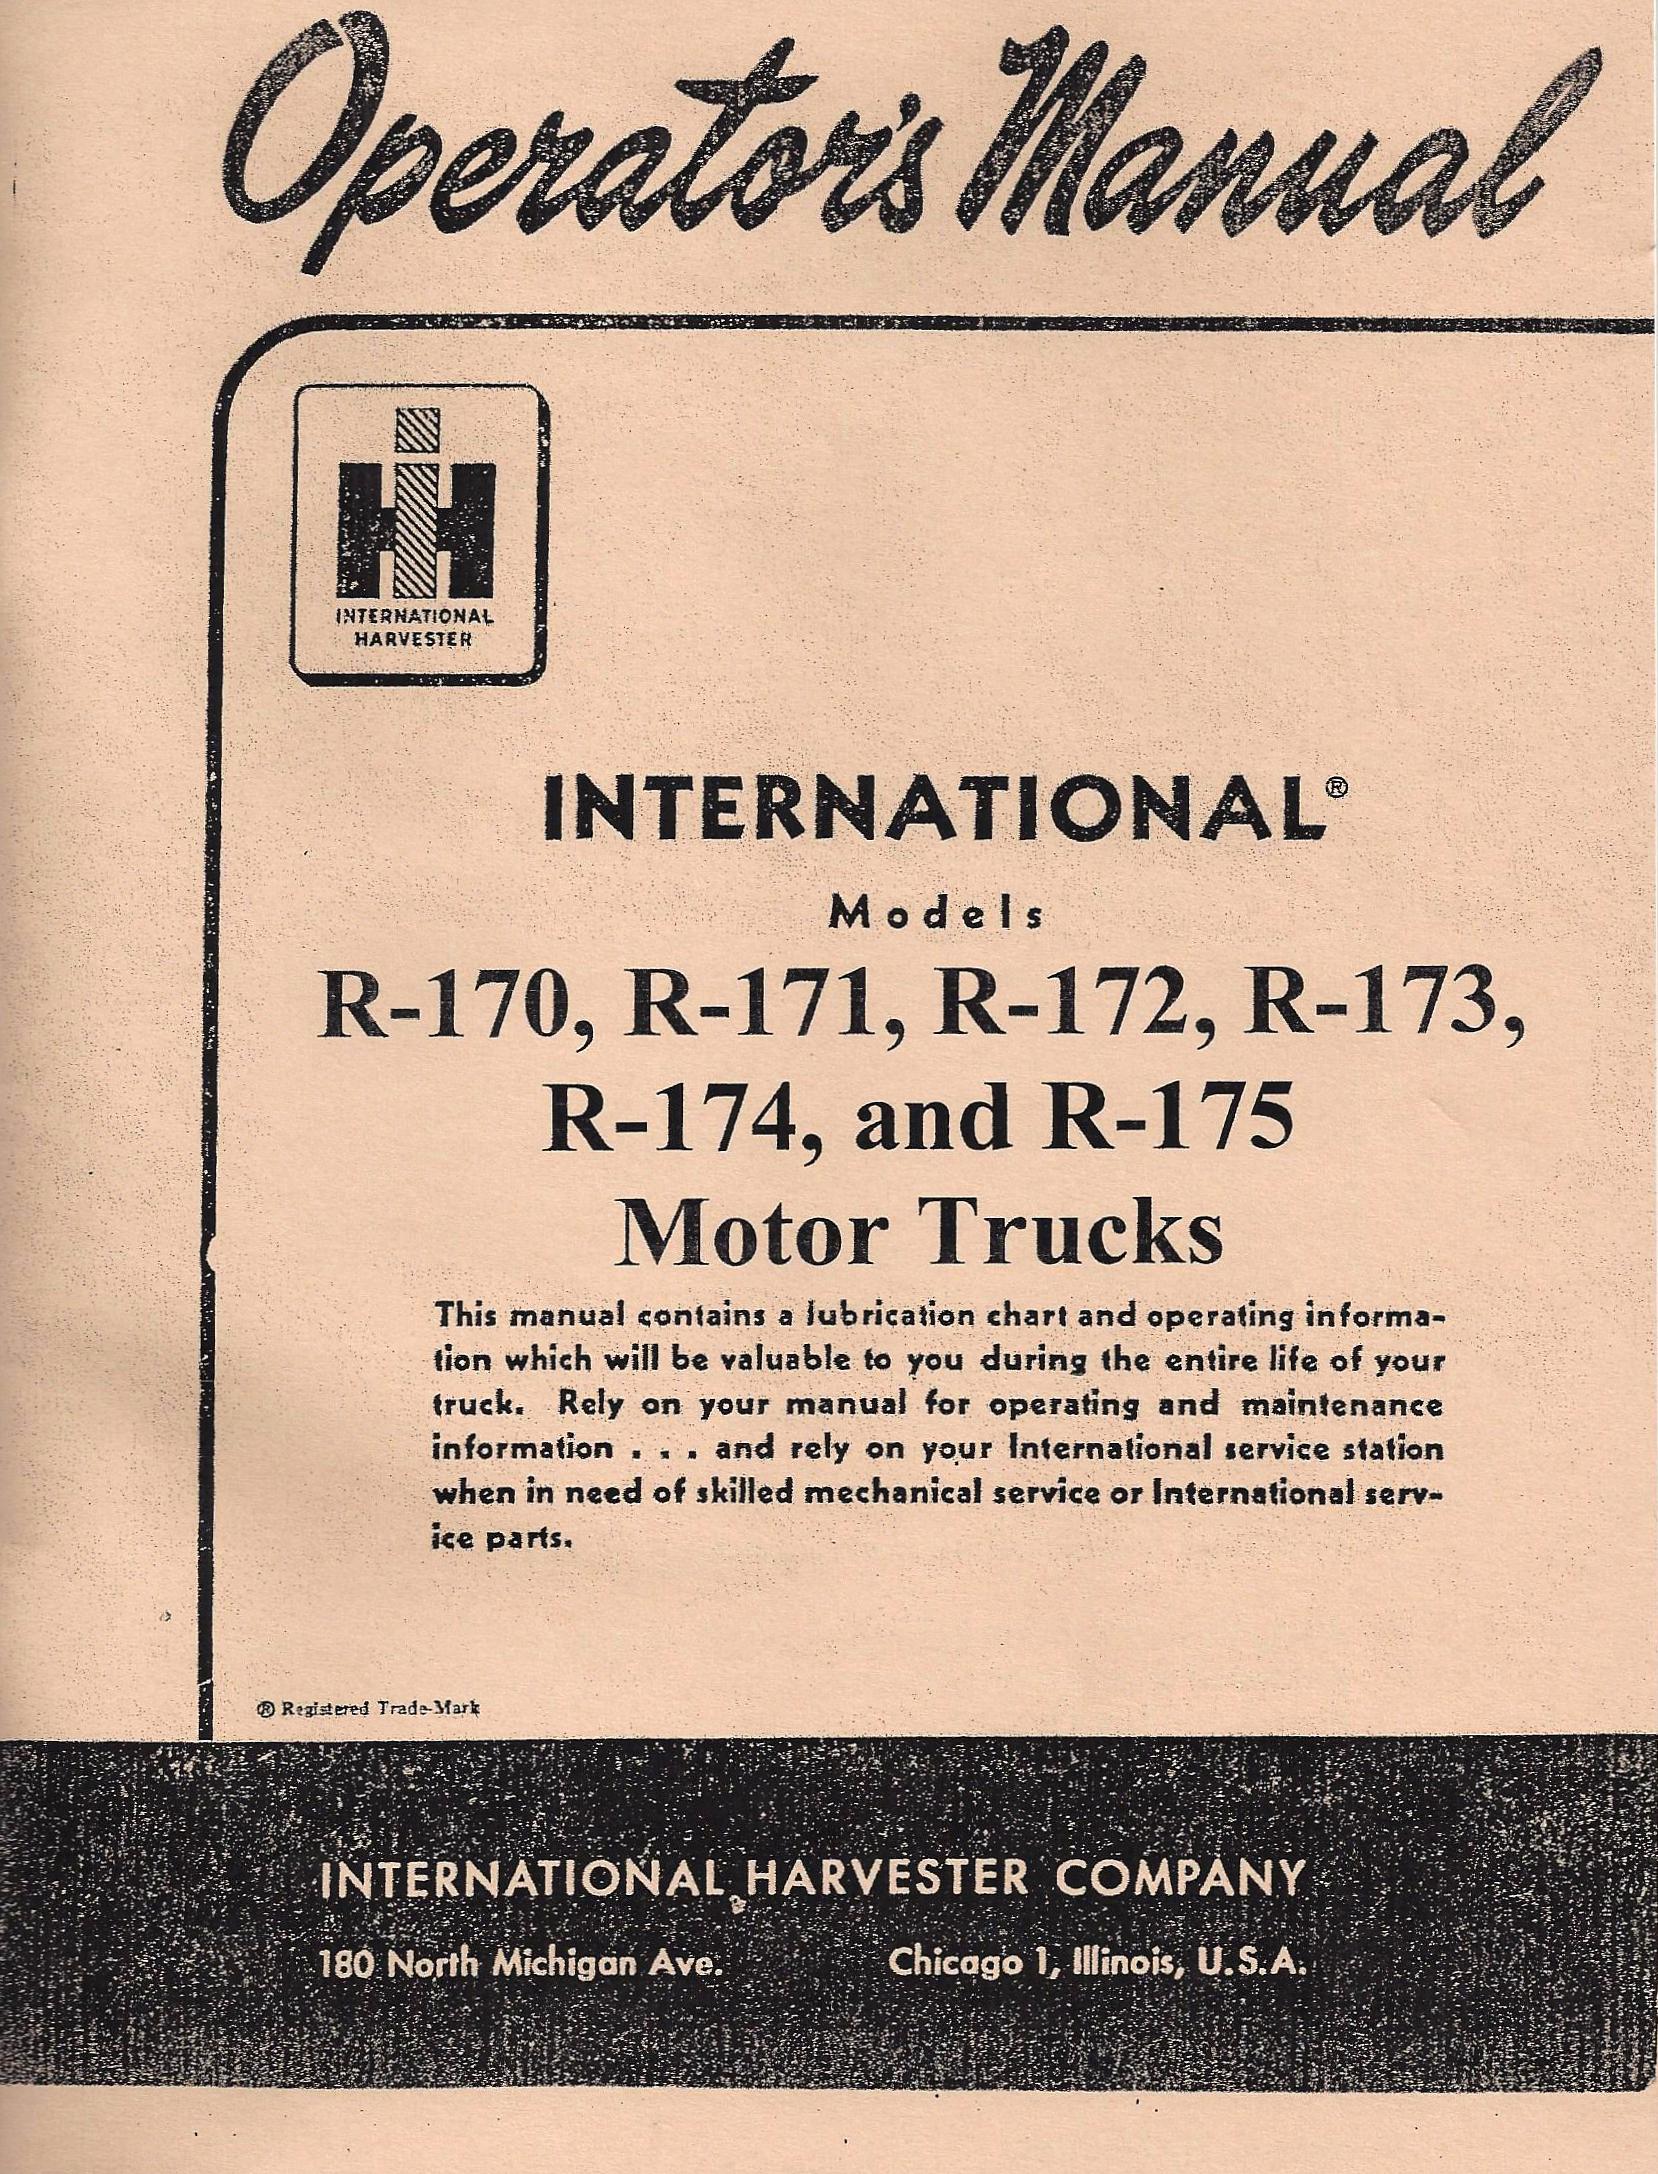 Operator's Manual
IH
INTERNATIONAL
HARVESTER
INTERNATIONAL®
Models
R-170, R-171, R-172, R-173,
R-174, and R-175
Motor Trucks
This manual contains a lubrication chart and operating informa-
tion which will be valuable to you during the entire life of your
truck. Rely on your manual for operating and maintenance
information . . . and rely on your International service station
when in need of skilled mechanical service or International serv-
ice parts.
® Registered Trade-Mark
INTERNATIONAL HARVESTER COMPANY
180 North Michigan Ave. Chicago 1, Illinois, U.S.A.